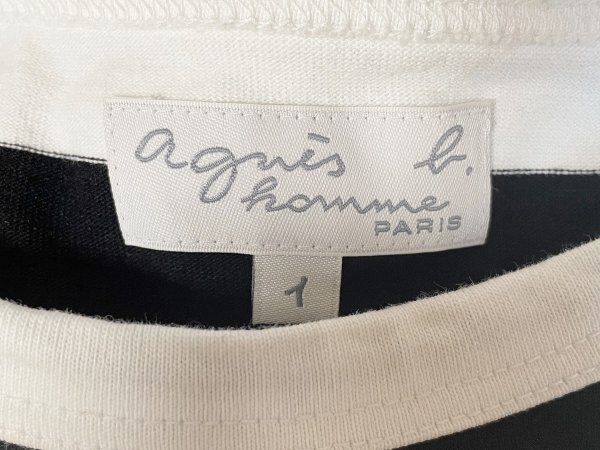 agnès b.
homme
PARIS
1